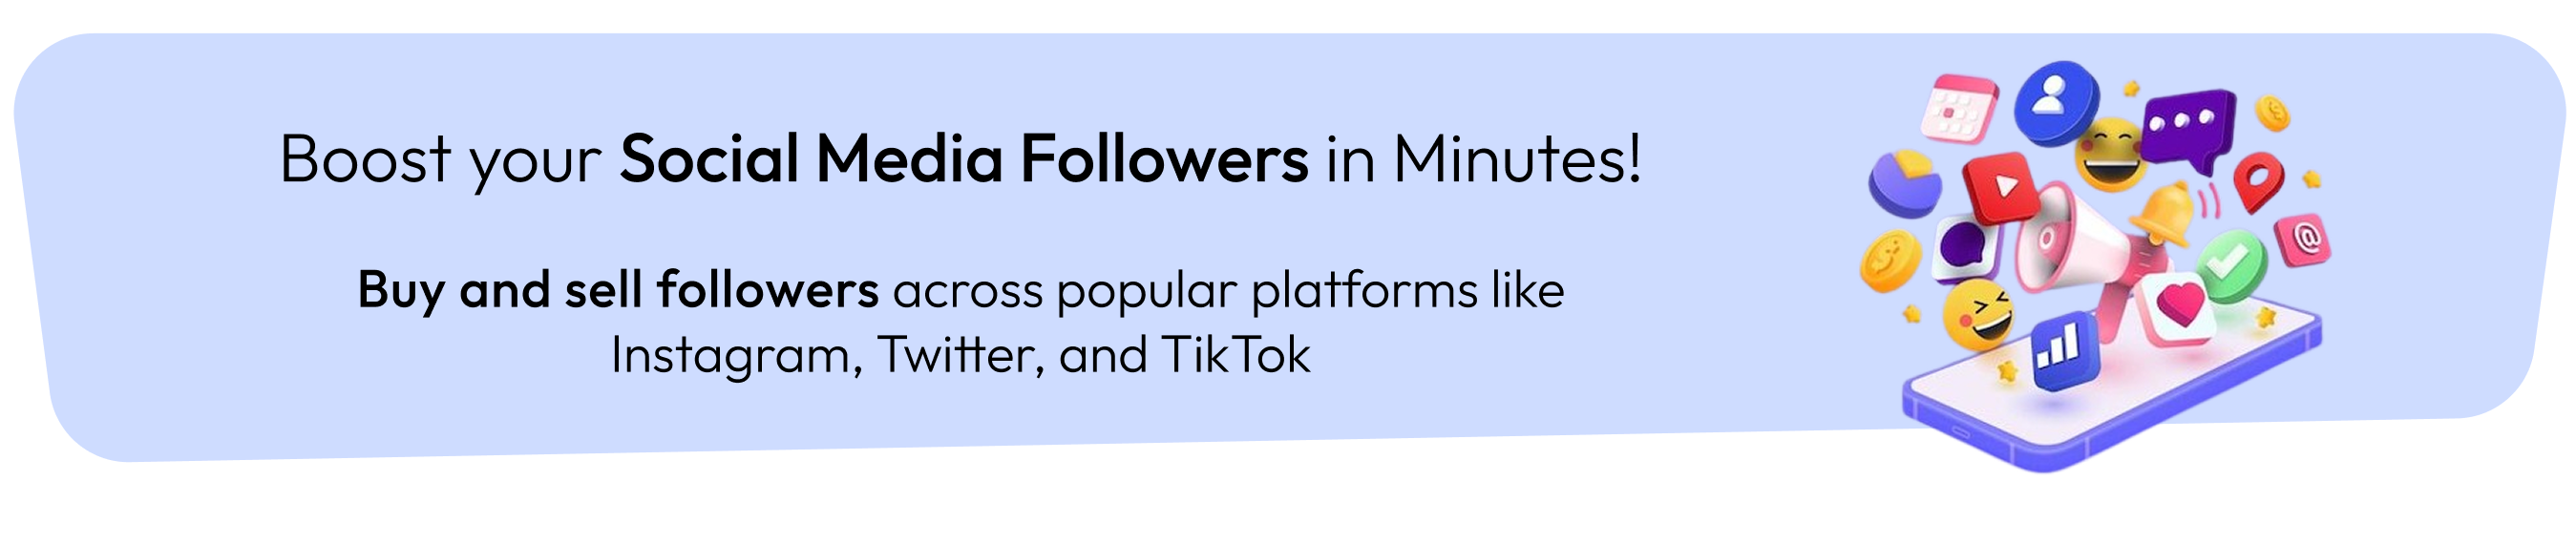 Boost your Social Media Followers in Minutes!
Buy and sell followers across popular platforms like
Instagram, Twitter, and TikTok